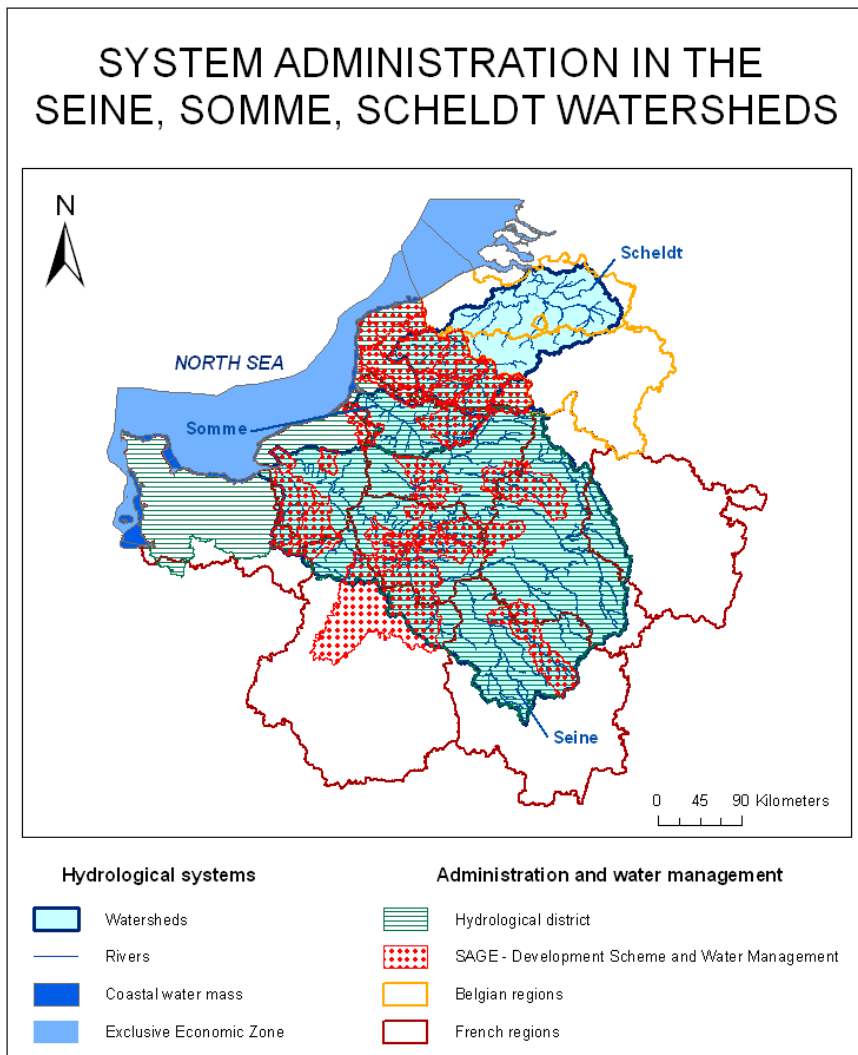 SYSTEM ADMINISTRATION IN THE
SEINE, SOMME, SCHELDT WATERSHEDS
N
Scheldt
NORTH SEA
Somme
Seine
0 45 90 Kilometers
Hydrological systems
Watersheds
Rivers
Coastal water mass
Exclusive Economic Zone
Administration and water management
Hydrological district
SAGE - Development Scheme and Water Management
Belgian regions
French regions